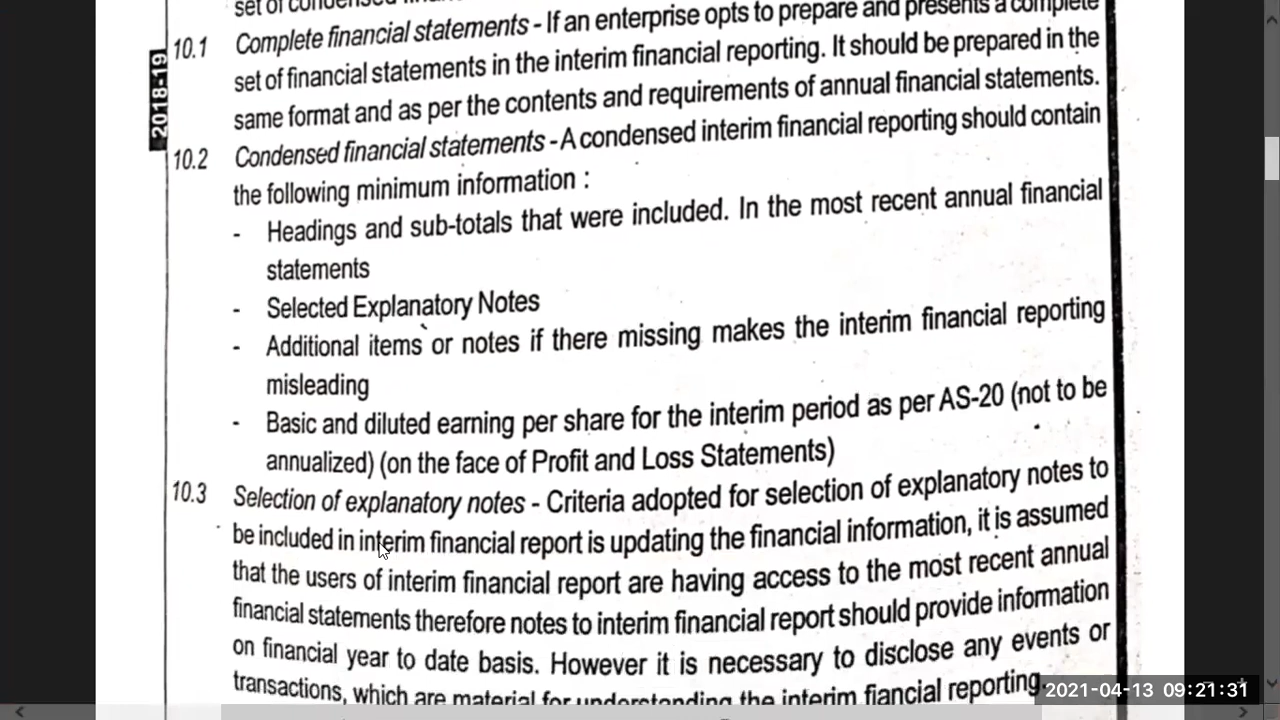 set of condensed
10.1 Complete financial statements - If an enterprise opts to prepare and presents a complete
set of financial statements in the interim financial reporting. It should be prepared in the
same format and as per the contents and requirements of annual financial statements.
10.2 Condensed financial statements - A condensed interim financial reporting should contain
the following minimum information :
- Headings and sub-totals that were included. In the most recent annual financial
statements
- Selected Explanatory Notes
- Additional items or notes if there missing makes the interim financial reporting
misleading
- Basic and diluted earning per share for the interim period as per AS-20 (not to be
annualized) (on the face of Profit and Loss Statements)
10.3 Selection of explanatory notes - Criteria adopted for selection of explanatory notes to
be included in interim financial report is updating the financial information, it is assumed
that the users of interim financial report are having access to the most recent annual
financial statements therefore notes to interim financial report should provide information
on financial year to date basis. However it is necessary to disclose any events or
transactions, which are material for understanding the interim fiancial reporting.
2018-19
2021-04-13 09:21:31